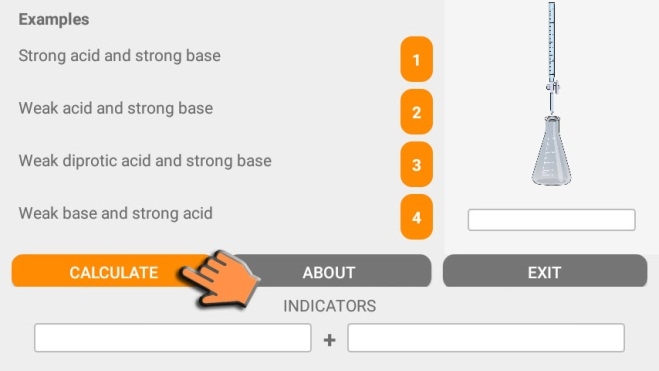 Examples
Strong acid and strong base 1
Weak acid and strong base 2
Weak diprotic acid and strong base 3
Weak base and strong acid 4
CALCULATE ABOUT EXIT
INDICATORS
+